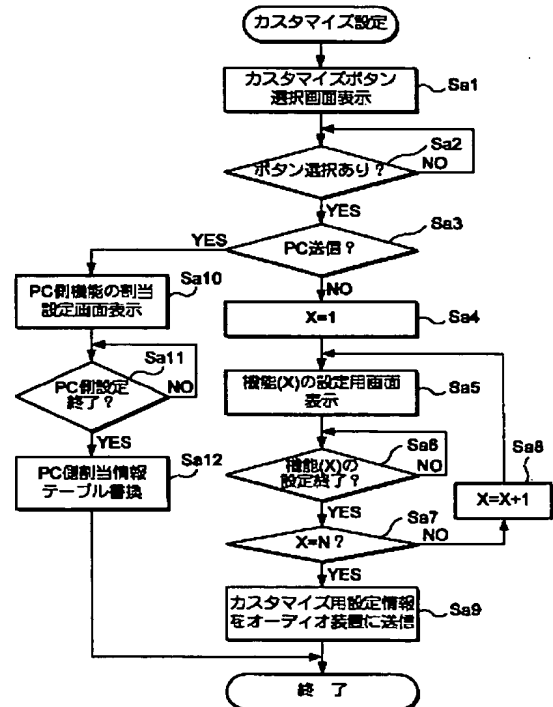 カスタマイズ設定
カスタマイズボタン
選択画面表示
Sa1
ボタン選択あり？
Sa2
NO
YES
PC送信？
Sa3
YES
NO
PC側機能の割当
設定画面表示
Sa10
X=1
Sa4
PC側設定
終了？
Sa11
NO
YES
機能(X)の設定用画面
表示
Sa5
機能(X)の
設定終了？
Sa6
NO
YES
PC側割当情報
テーブル書換
Sa12
X=N？
Sa7
NO
YES
X=X+1
Sa8
カスタマイズ用設定情報
をオーディオ装置に送信
Sa9
終 了